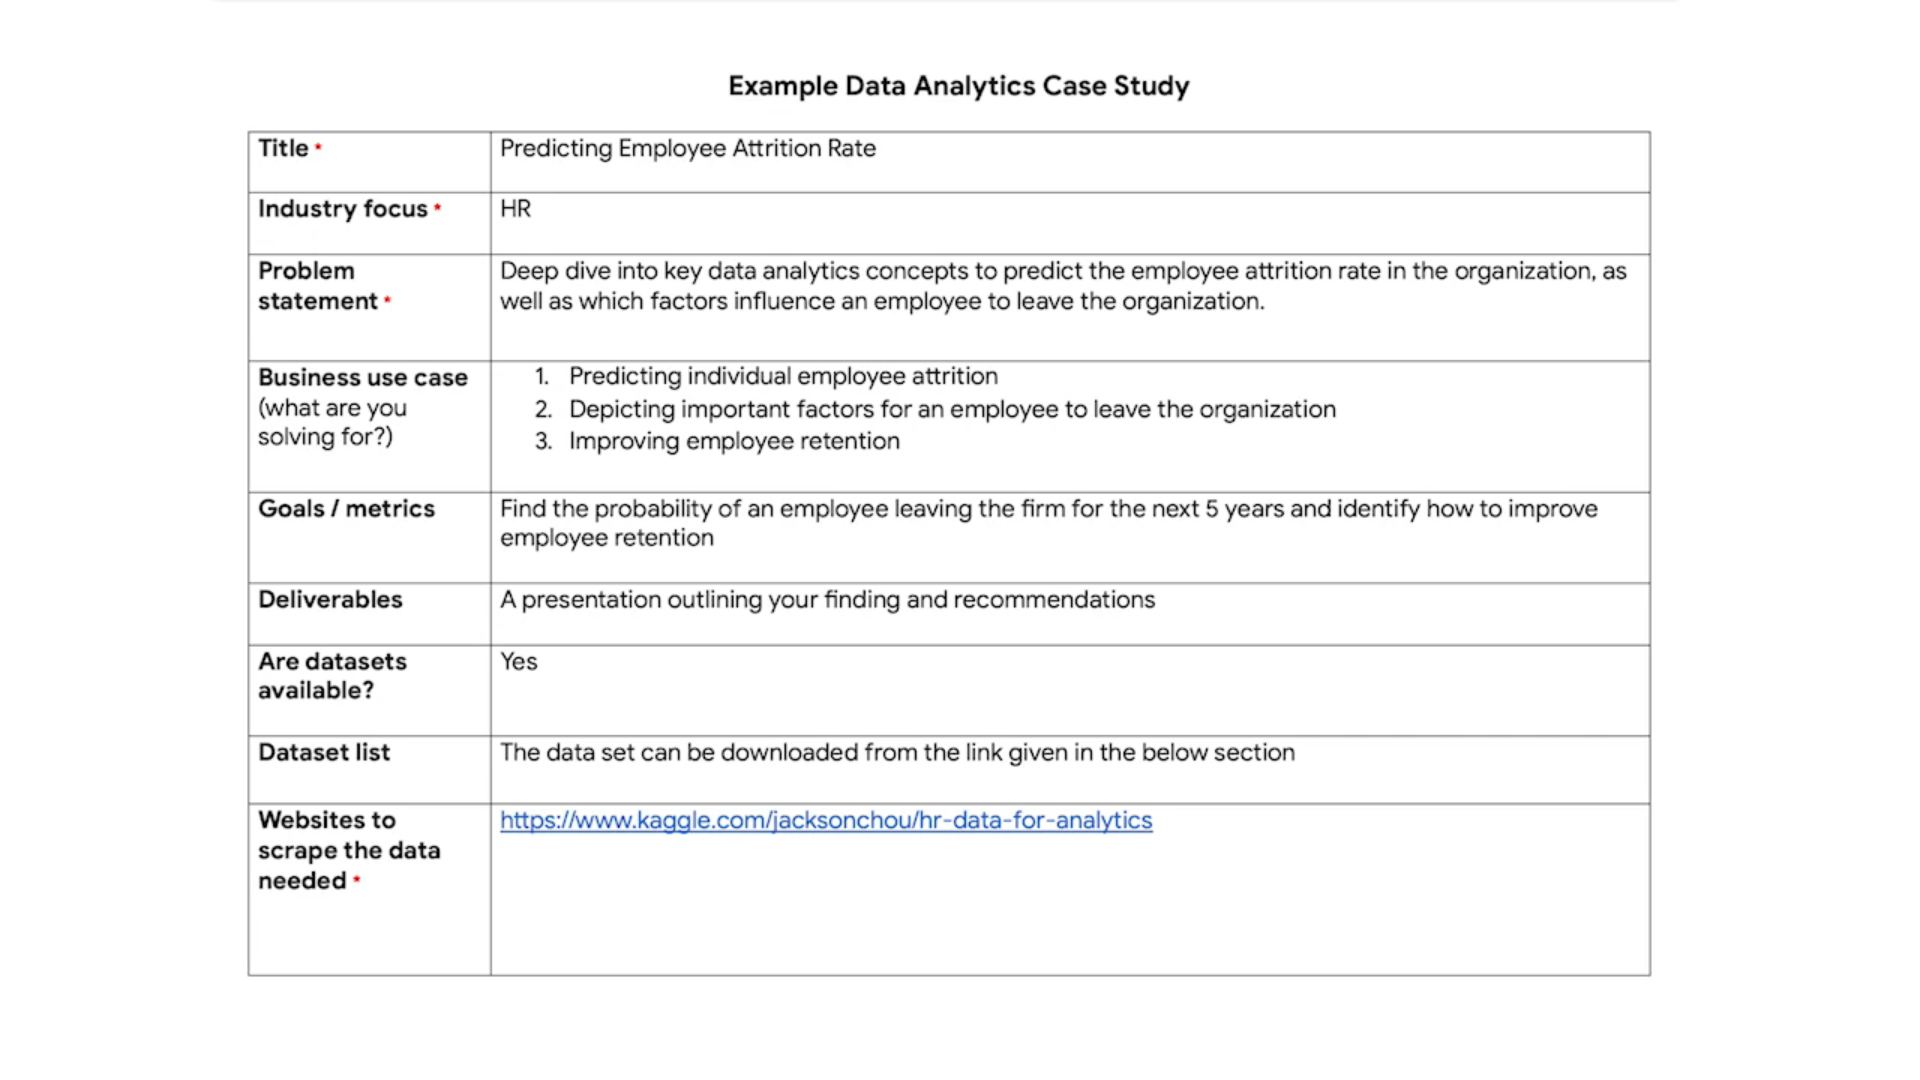 Example Data Analytics Case Study
Title *
Predicting Employee Attrition Rate
Industry focus *
HR
Problem
statement *
Deep dive into key data analytics concepts to predict the employee attrition rate in the organization, as
well as which factors influence an employee to leave the organization.
Business use case
(what are you
solving for?)
1. Predicting individual employee attrition
2. Depicting important factors for an employee to leave the organization
3. Improving employee retention
Goals / metrics
Find the probability of an employee leaving the firm for the next 5 years and identify how to improve
employee retention
Deliverables
A presentation outlining your finding and recommendations
Are datasets
available?
Yes
Dataset list
The data set can be downloaded from the link given in the below section
Websites to
scrape the data
needed *
https://www.kaggle.com/jacksonchou/hr-data-for-analytics